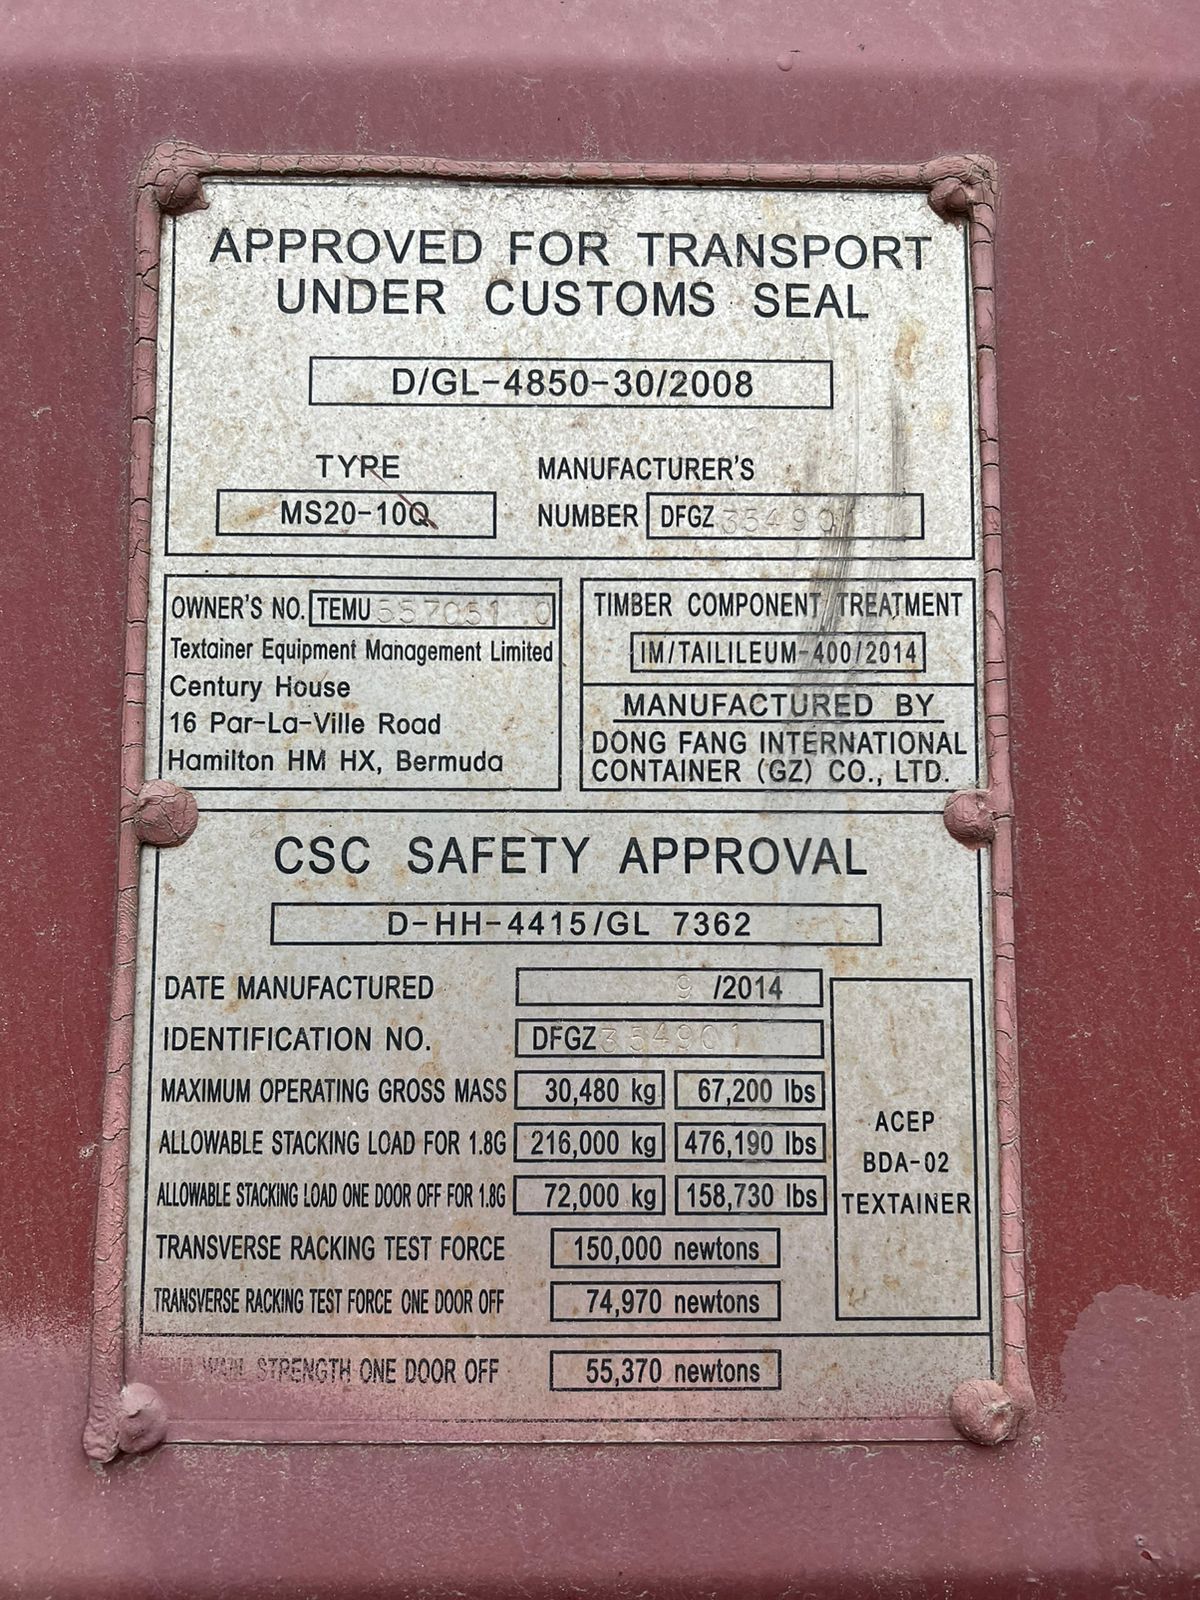 APPROVED FOR TRANSPORT
UNDER CUSTOMS SEAL
D/GL-4850-30/2008
TYPE
MS20-10Q
MANUFACTURER'S
NUMBER DFGZ 354901
OWNER'S NO. TEMU
Textainer Equipment Management Limited
Century House
16 Par-La-Ville Road
Hamilton HM HX, Bermuda
TIMBER COMPONENT TREATMENT
IM/TAILILEUM-400/2014
MANUFACTURED BY
DONG FANG INTERNATIONAL
CONTAINER (GZ) CO., LTD.
CSC SAFETY APPROVAL
D-HH-4415/GL 7362
DATE MANUFACTURED 9 /2014
IDENTIFICATION NO. DFGZ 354901
MAXIMUM OPERATING GROSS MASS 30,480 kg 67,200 lbs
ALLOWABLE STACKING LOAD FOR 1.8G 216,000 kg 476,190 lbs
ALLOWABLE STACKING LOAD ONE DOOR OFF FOR 1.8G 72,000 kg 158,730 lbs
TRANSVERSE RACKING TEST FORCE 150,000 newtons
TRANSVERSE RACKING TEST FORCE ONE DOOR OFF 74,970 newtons
END WALL STRENGTH ONE DOOR OFF 55,370 newtons
ACEP
BDA-02
TEXTAINER